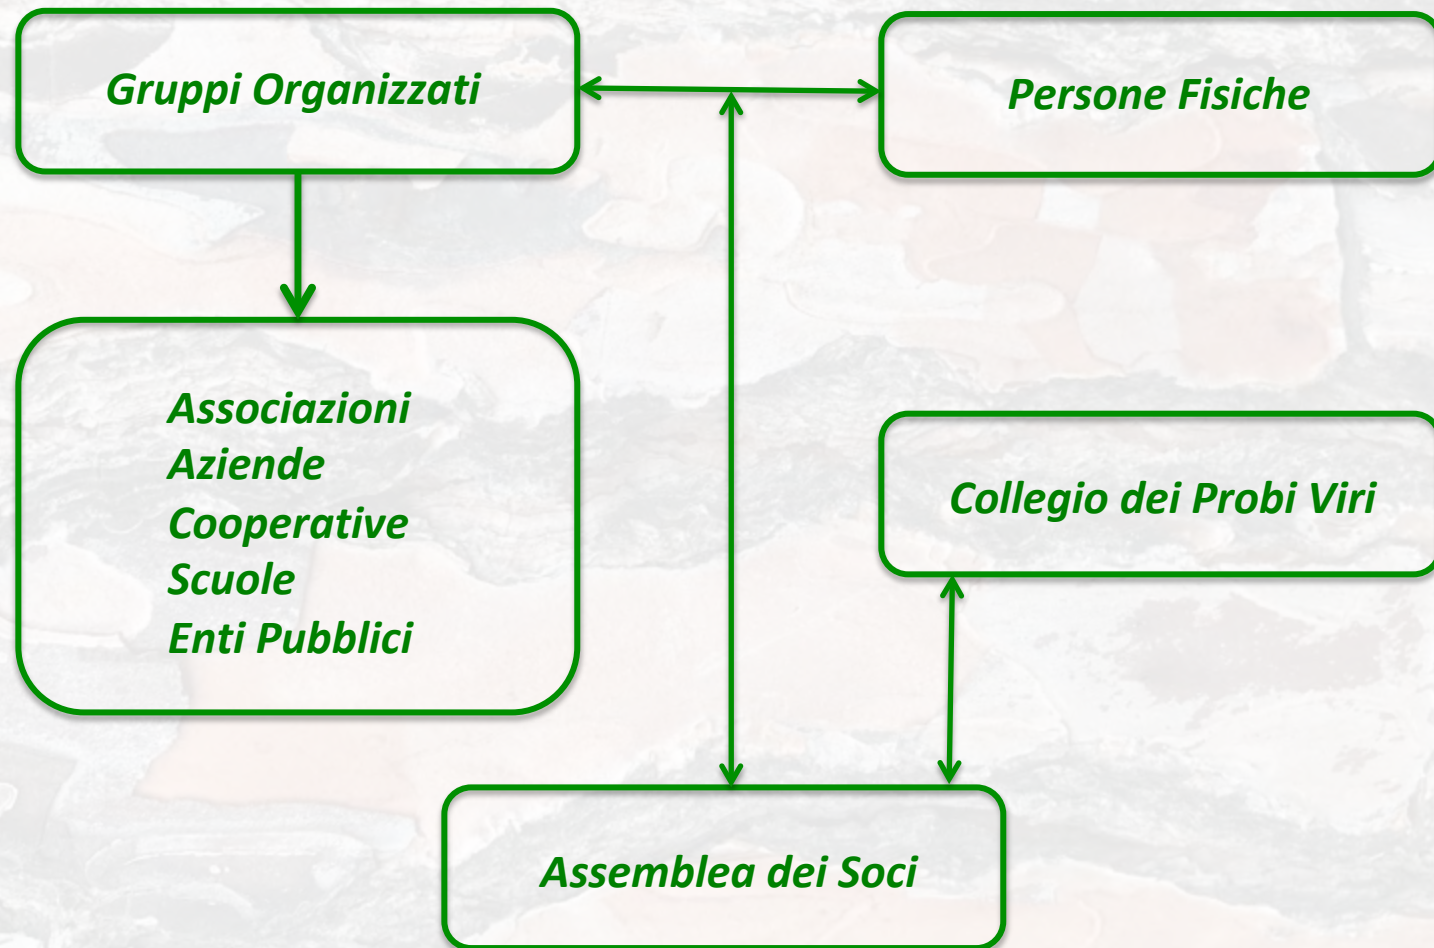 Gruppi Organizzati
Persone Fisiche
Associazioni
Aziende
Cooperative
Scuole
Enti Pubblici
Collegio dei Probi Viri
Assemblea dei Soci